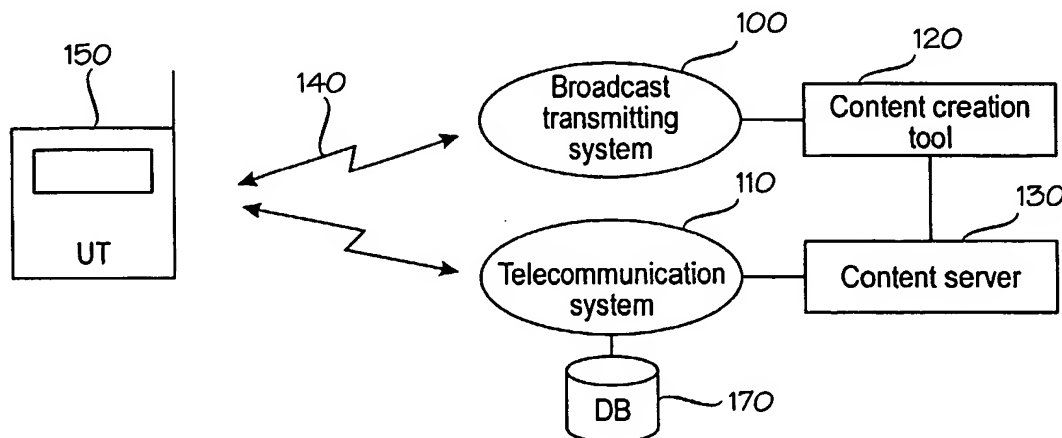 150
140
100
120
Broadcast
transmitting
system
Content creation
tool
110
130
UT
Telecommunication
system
Content server
DB
170